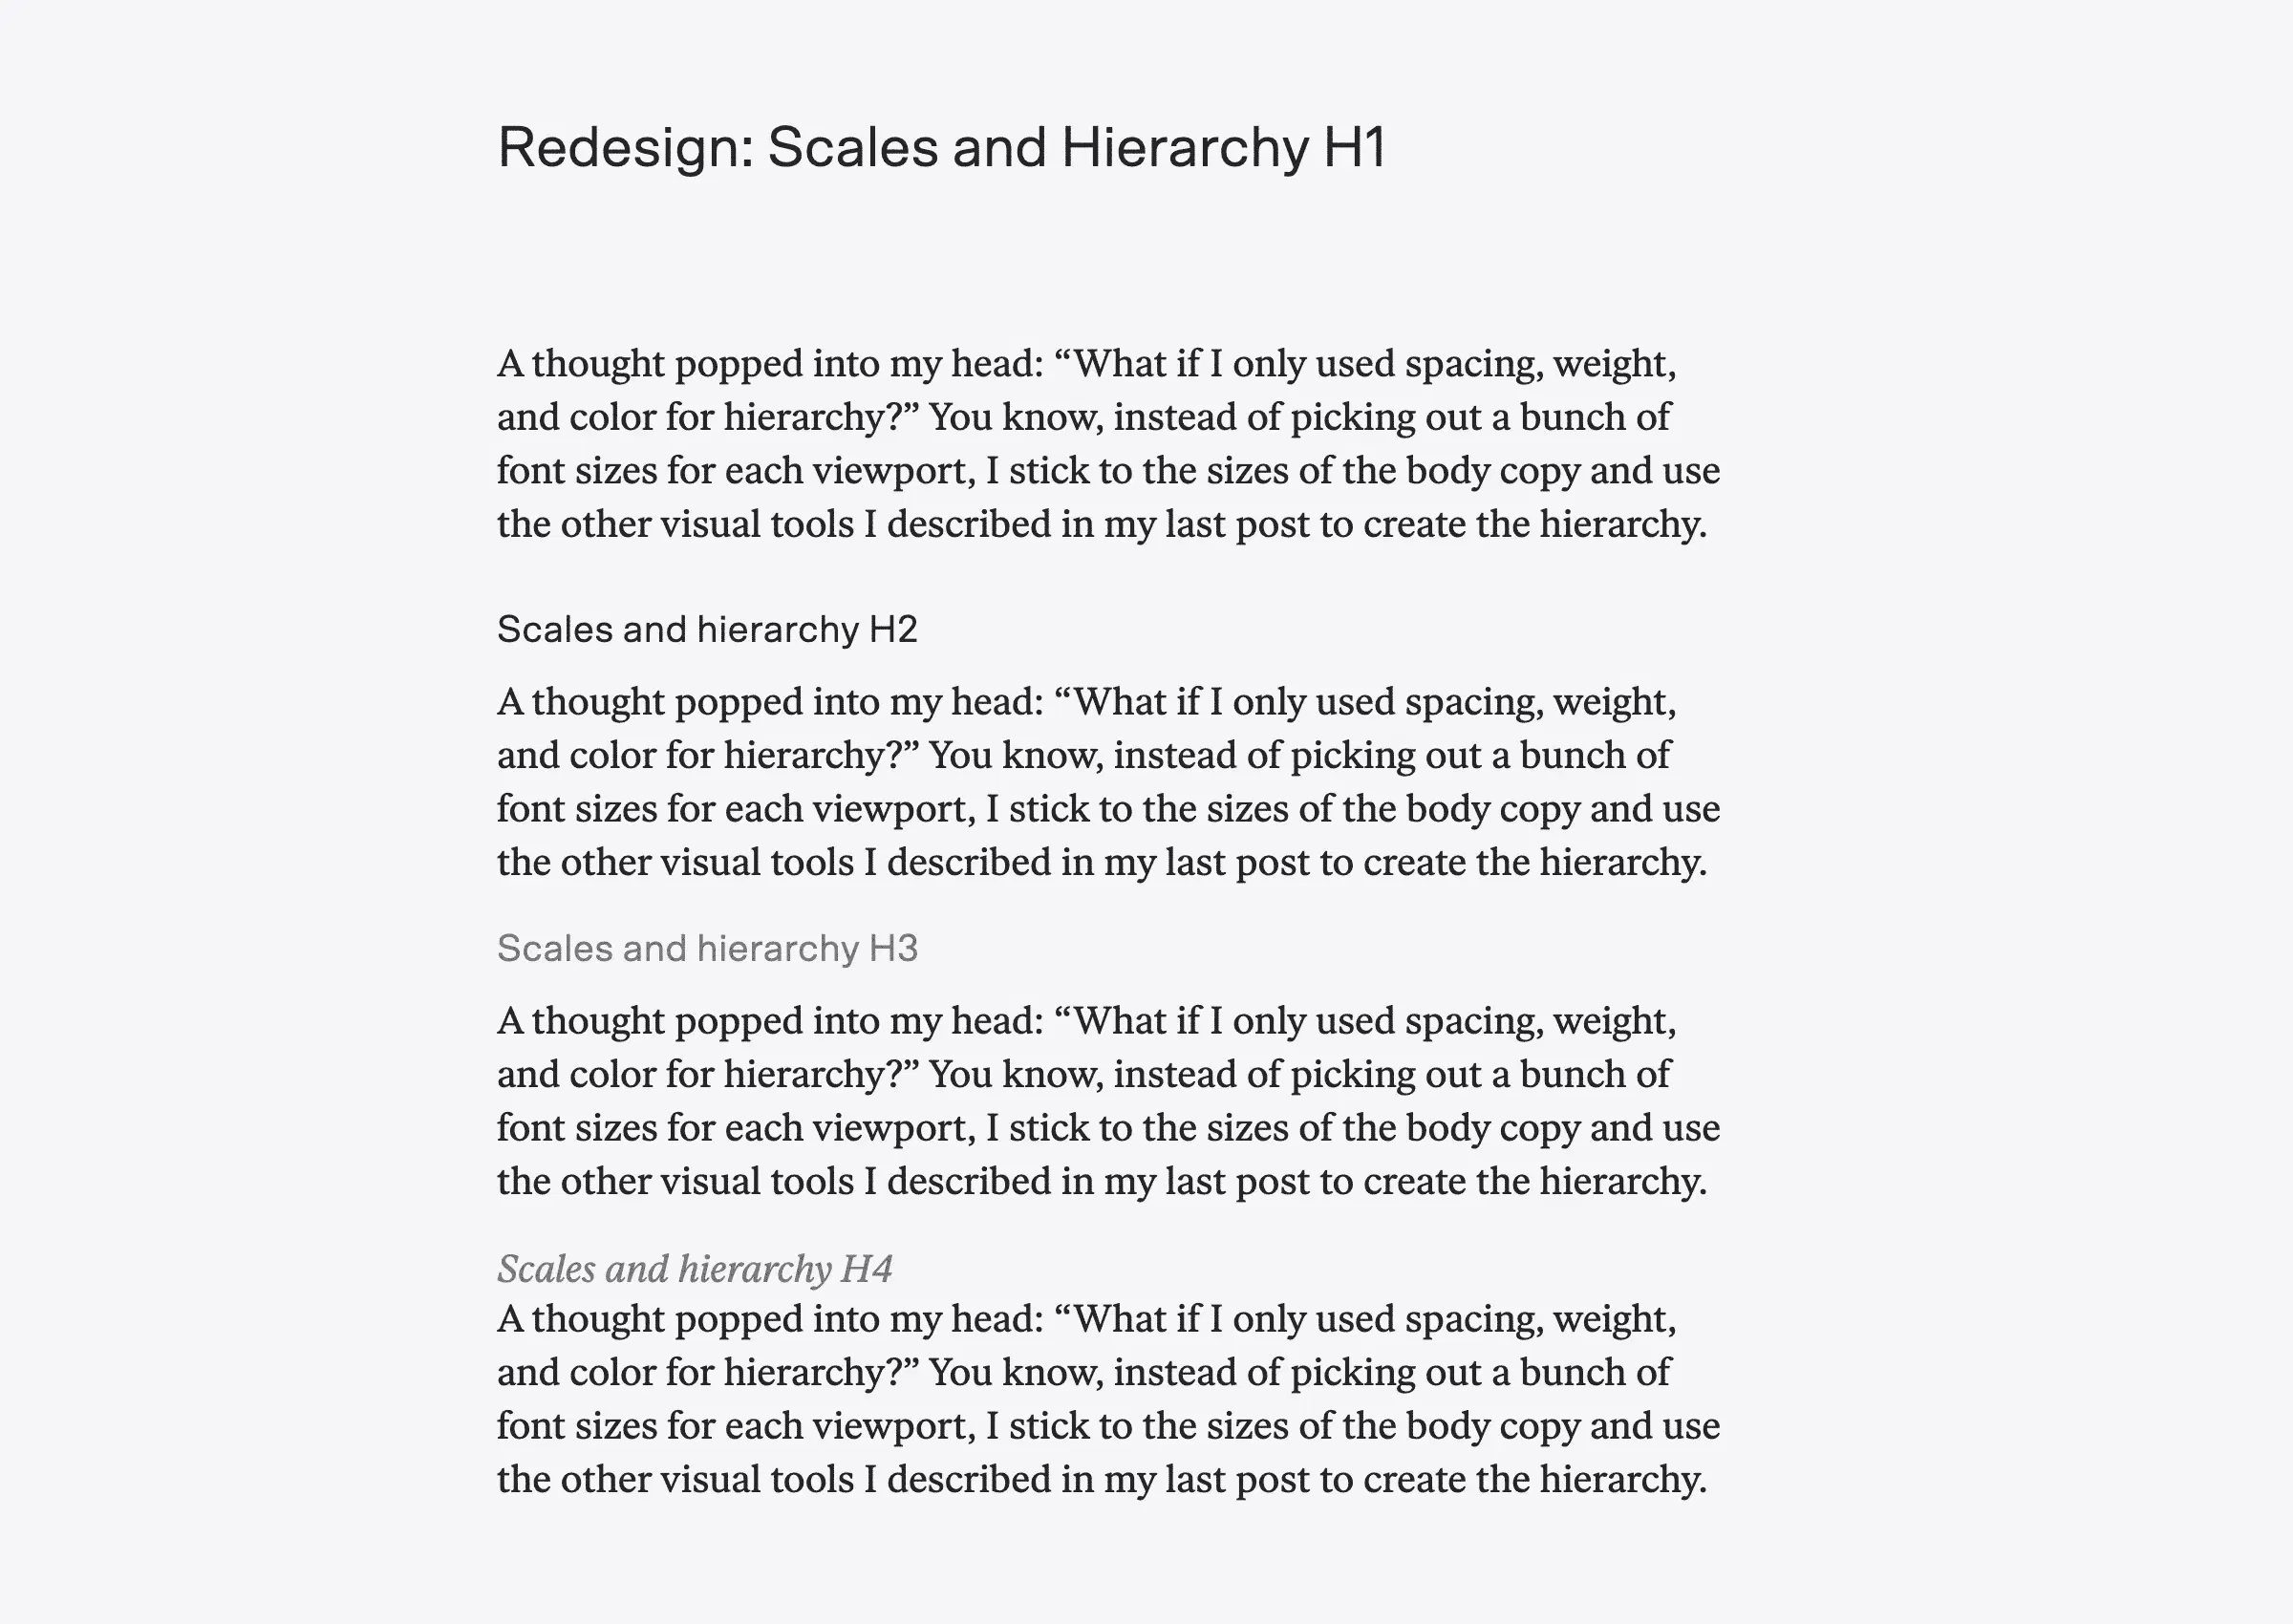 Redesign: Scales and Hierarchy H1
A thought popped into my head: “What if I only used spacing, weight,
and color for hierarchy?” You know, instead of picking out a bunch of
font sizes for each viewport, I stick to the sizes of the body copy and use
the other visual tools I described in my last post to create the hierarchy.
Scales and hierarchy H2
A thought popped into my head: “What if I only used spacing, weight,
and color for hierarchy?” You know, instead of picking out a bunch of
font sizes for each viewport, I stick to the sizes of the body copy and use
the other visual tools I described in my last post to create the hierarchy.
Scales and hierarchy H3
A thought popped into my head: “What if I only used spacing, weight,
and color for hierarchy?” You know, instead of picking out a bunch of
font sizes for each viewport, I stick to the sizes of the body copy and use
the other visual tools I described in my last post to create the hierarchy.
Scales and hierarchy H4
A thought popped into my head: “What if I only used spacing, weight,
and color for hierarchy?” You know, instead of picking out a bunch of
font sizes for each viewport, I stick to the sizes of the body copy and use
the other visual tools I described in my last post to create the hierarchy.